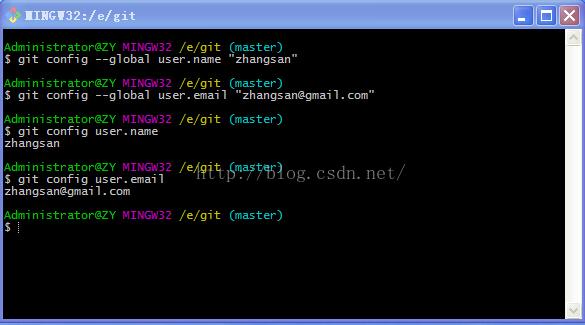 MINGW32:/e/git
Administrator@ZY MINGW32 /e/git (master)
$ git config --global user.name "zhangsan"
Administrator@ZY MINGW32 /e/git (master)
$ git config --global user.email "zhangsan@gmail.com"
Administrator@ZY MINGW32 /e/git (master)
$ git config user.name
zhangsan
Administrator@ZY MINGW32 /e/git (master)
$ git config user.email
http://blog.csdn.net/
zhangsan@gmail.com
Administrator@ZY MINGW32 /e/git (master)
$